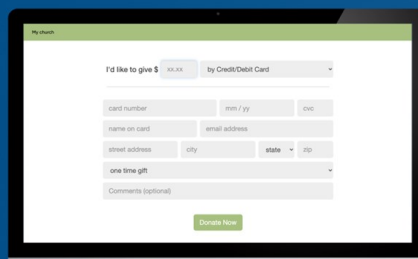 My church
I'd like to give $ xx.xx by Credit/Debit Card
card number mm / yy cvc
name on card email address
street address city state zip
one time gift
Comments (optional)
Donate Now